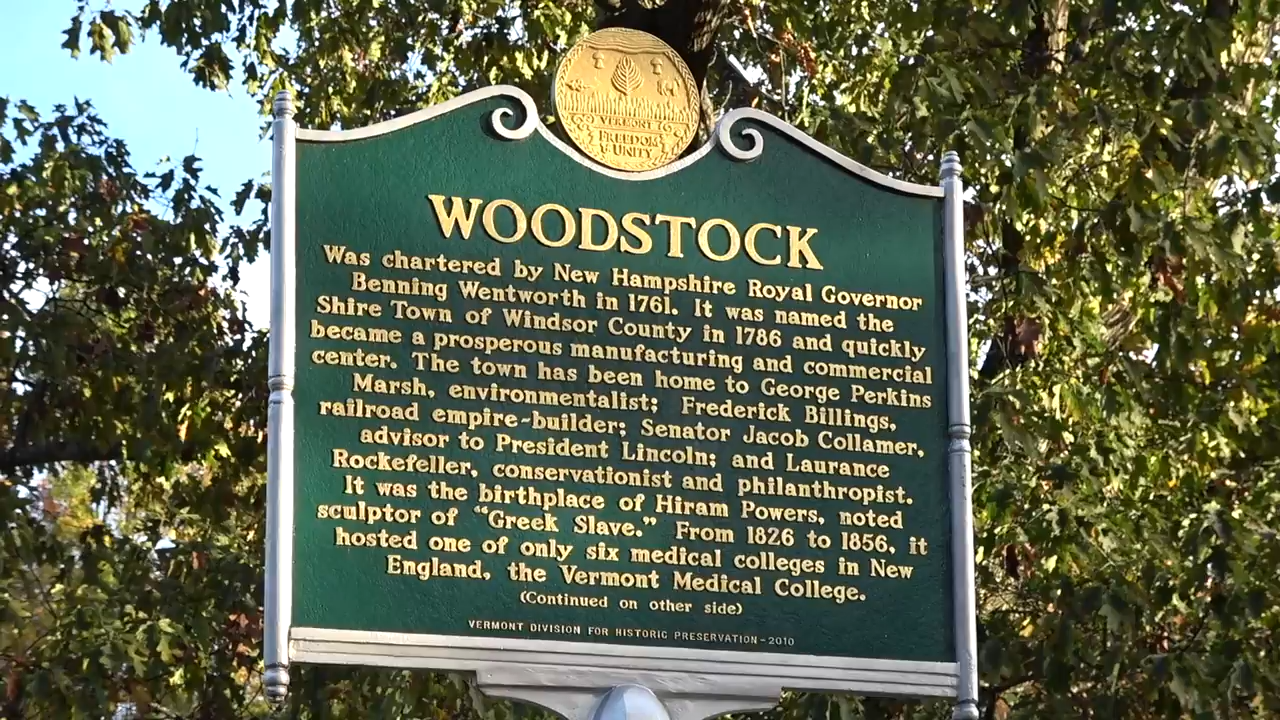 VERMONT
FREEDOM
& UNITY
WOODSTOCK
Was chartered by New Hampshire Royal Governor
Benning Wentworth in 1761. It was named the
Shire Town of Windsor County in 1786 and quickly
became a prosperous manufacturing and commercial
center. The town has been home to George Perkins
Marsh, environmentalist; Frederick Billings,
railroad empire-builder; Senator Jacob Collamer,
advisor to President Lincoln; and Laurance
Rockefeller, conservationist and philanthropist.
It was the birthplace of Hiram Powers, noted
sculptor of "Greek Slave." From 1826 to 1856, it
hosted one of only six medical colleges in New
England, the Vermont Medical College.
(Continued on other side)
VERMONT DIVISION FOR HISTORIC PRESERVATION-2010